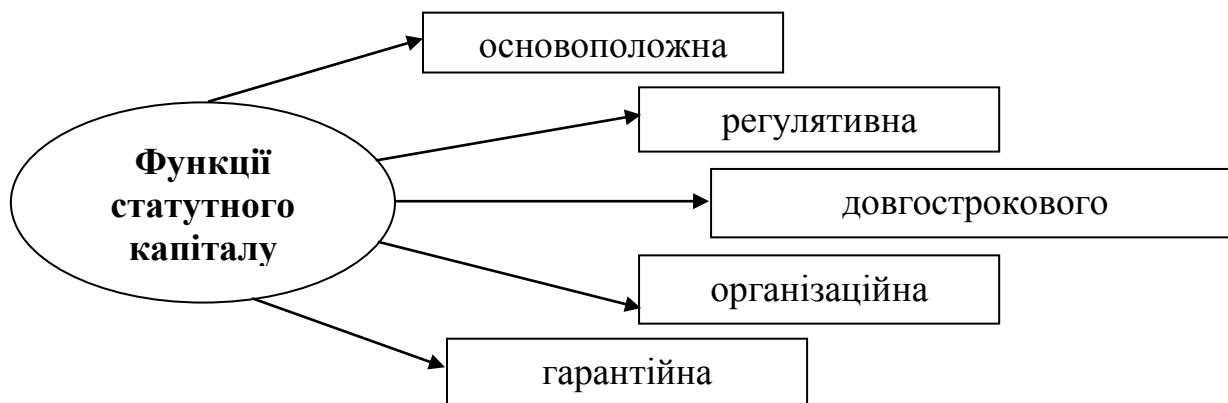 основоположна
регулятивна
Функції
статутного
капіталу
довгострокового
організаційна
гарантійна